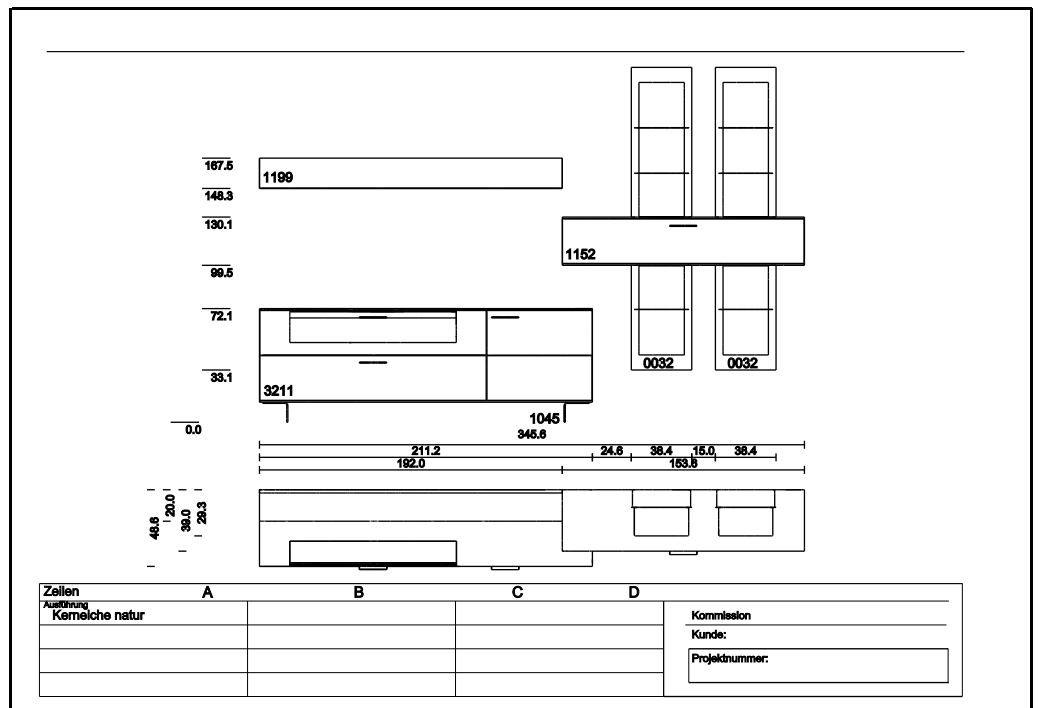 167.5
1199
148.3
130.1
1152
99.5
72.1
0032 0032
33.1
3211
1045
0.0
345.6
211.2 24.6 38.4 15.0 38.4
192.0 153.6
48.6 20.0 39.0 29.3
Zeilen A B C D
Ausführung
Kerneiche natur
Kommission
Kunde:
Projektnummer: